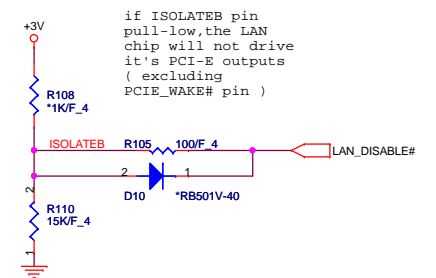 if ISOLATEB pin
pull-low,the LAN
chip will not drive
it's PCI-E outputs
( excluding
PCIE_WAKE# pin )
+3V
R108
*1K/F_4
ISOLATEB
R105
100/F_4
LAN_DISABLE#
2
1
D10
*RB501V-40
2
R110
15K/F_4
1